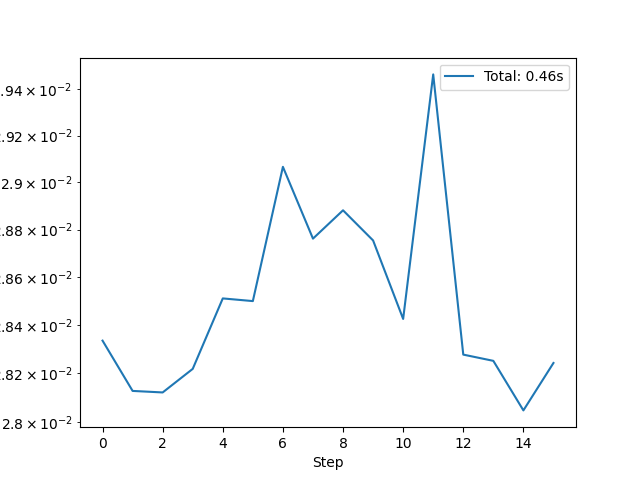 Total: 0.46s
.94 × 10⁻²
.92 × 10⁻²
2.9 × 10⁻²
.88 × 10⁻²
.86 × 10⁻²
.84 × 10⁻²
.82 × 10⁻²
2.8 × 10⁻²
0 2 4 6 8 10 12 14
Step